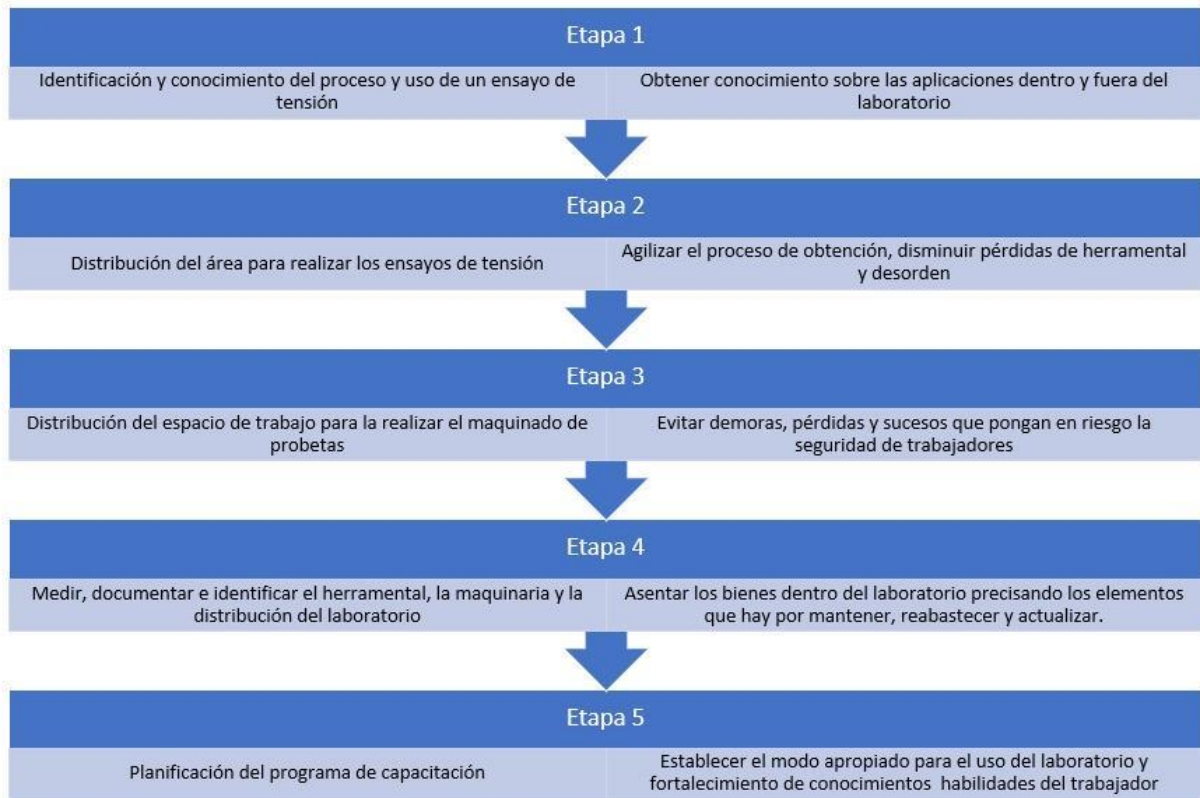 Etapa 1
Identificación y conocimiento del proceso y uso de un ensayo de
tensión
Obtener conocimiento sobre las aplicaciones dentro y fuera del
laboratorio
Etapa 2
Distribución del área para realizar los ensayos de tensión
Agilizar el proceso de obtención, disminuir pérdidas de herramental
y desorden
Etapa 3
Distribución del espacio de trabajo para la realizar el maquinado de
probetas
Evitar demoras, pérdidas y sucesos que pongan en riesgo la
seguridad de trabajadores
Etapa 4
Medir, documentar e identificar el herramental, la maquinaria y la
distribución del laboratorio
Asentar los bienes dentro del laboratorio precisando los elementos
que hay por mantener, reabastecer y actualizar.
Etapa 5
Planificación del programa de capacitación
Establecer el modo apropiado para el uso del laboratorio y
fortalecimiento de conocimientos habilidades del trabajador